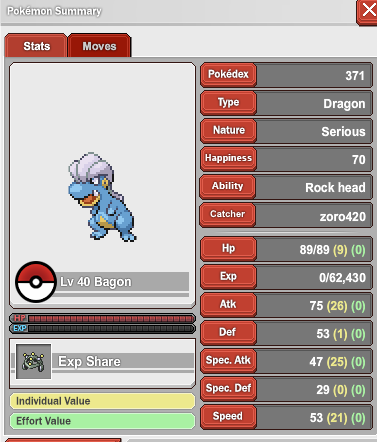 Pokémon Summary
Stats
Moves
Pokédex 371
Type Dragon
Nature Serious
Happiness 70
Ability Rock head
Catcher zoro420
Lv 40 Bagon
HP
EXP
Exp Share
Individual Value
Effort Value
Hp 89/89 (9) (0)
Exp 0/62,430
Atk 75 (26) (0)
Def 53 (1) (0)
Spec. Atk 47 (25) (0)
Spec. Def 29 (0) (0)
Speed 53 (21) (0)